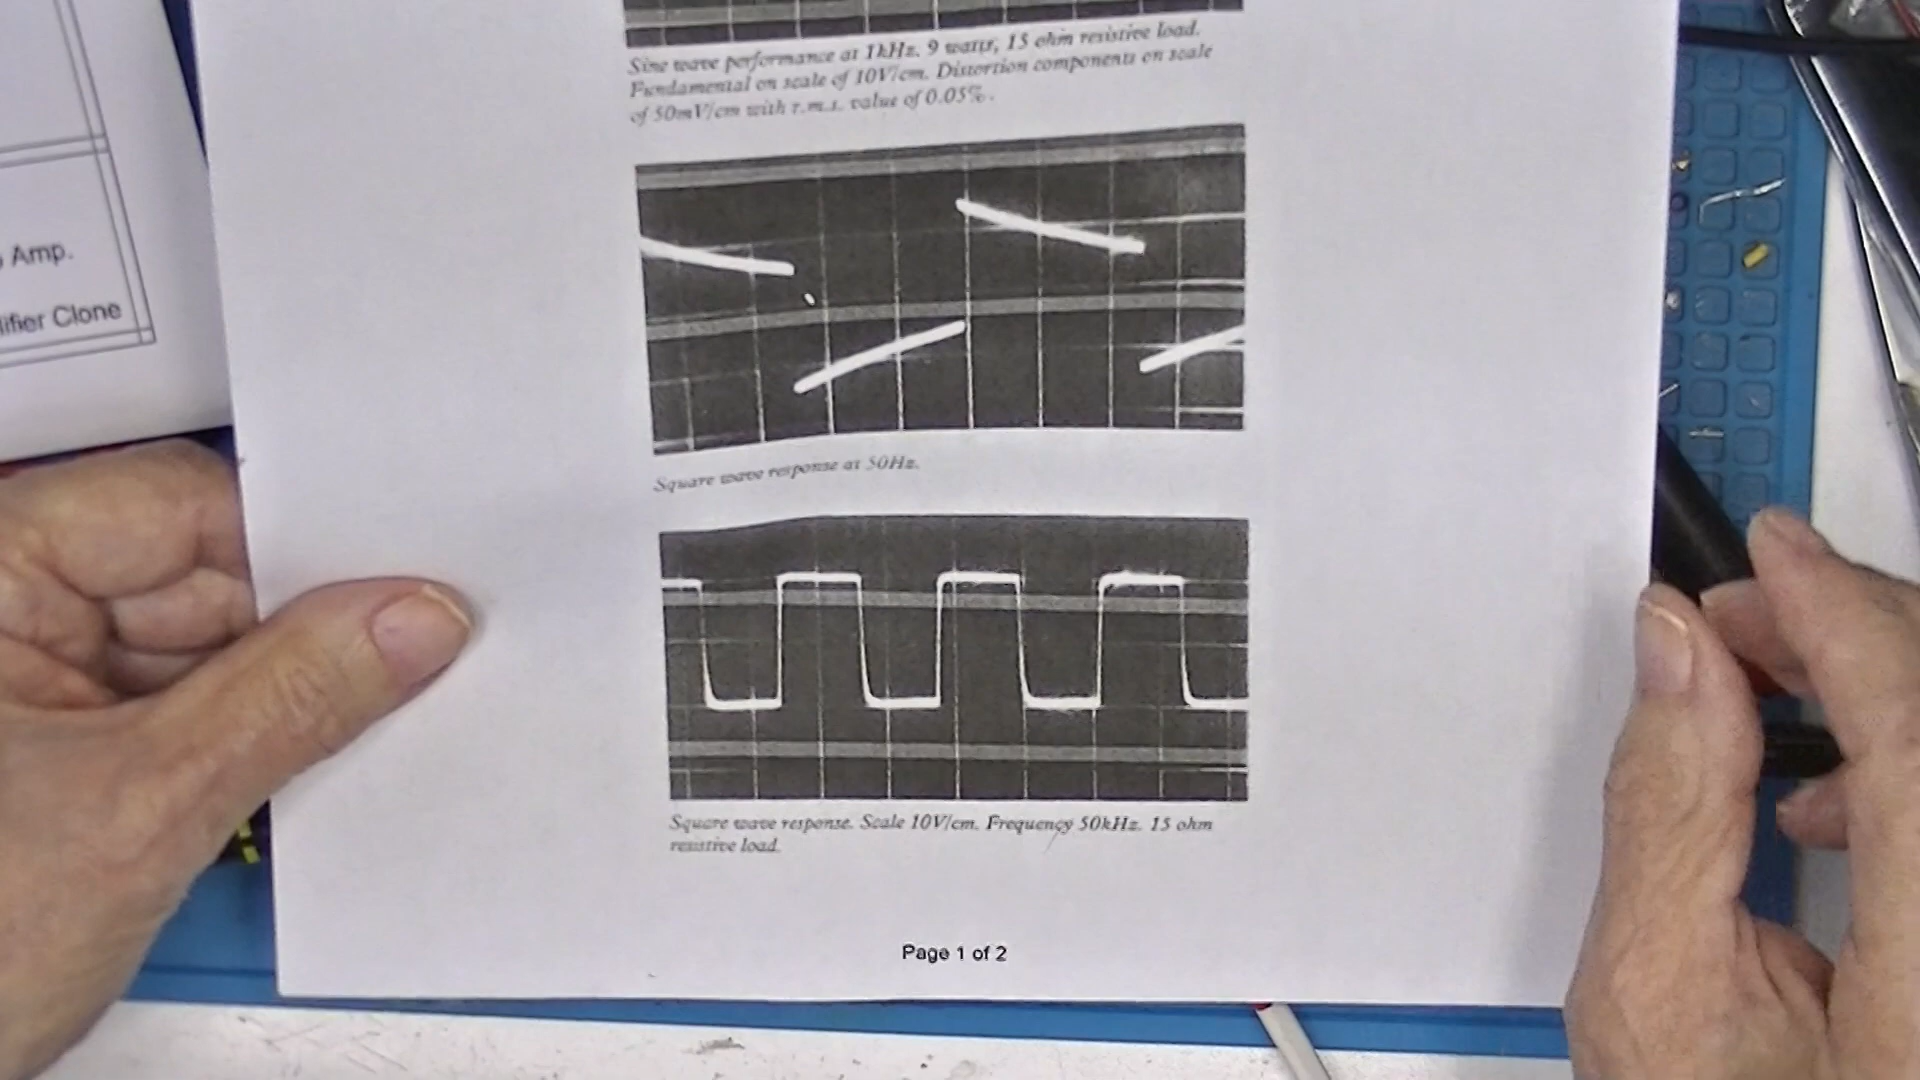 Amp.
lifier Clone
Sine wave performance at 1kHz. 9 watts, 15 ohm resistive load.
Fundamental on scale of 10V/cm. Distortion components on scale
of 50mV/cm with r.m.s. value of 0.05%.
Square wave response at 50Hz.
Square wave response. Scale 10V/cm. Frequency 50kHz. 15 ohm
resistive load.
Page 1 of 2